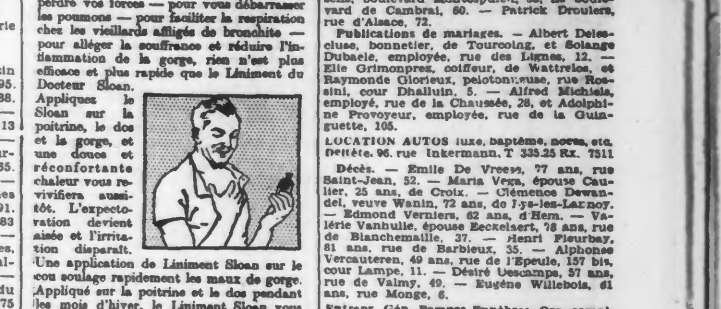 perdre vos forces — pour vous débarrasser
les poumons — pour faciliter la respiration
chez les vieillards affligés de bronchite —
pour alléger la souffrance et réduire l'in-
flammation de la gorge, rien n'est plus
efficace et plus rapide que le Liniment du
Docteur Sloan.
Appliquez le
Sloan sur la
poitrine, le dos
et la gorge, et
une douce et
réconfortante
chaleur vous re-
vivifiera aussi-
tôt. L'expecto-
ration devient
aisée et l'irrita-
tion disparaît.
Une application de Liniment Sloan sur le
cou soulage rapidement les maux de gorge.
Appliqué sur la poitrine et le dos pendant
les mois d'hiver, le Liniment Sloan vous
vard de Cambrai, 60. — Patrick Droulers,
rue d'Alsace, 72.
Publications de mariages. — Albert Deles-
cluse, bonnetier, de Tourcoing, et Solange
Dubaele, employée, rue des Lignes, 12. —
Elie Grimonprez, coiffeur, de Wattrelos, et
Raymonde Glorieux, pelotonneuse, rue Ros-
sini, cour Dhalluin, 5. — Alfred Michiels,
employé, rue de la Chaussée, 28, et Adolphi-
ne Provoyeur, employée, rue de la Guin-
guette, 105.
LOCATION AUTOS luxe, baptême, noces, etc.
96, rue Inkermann, T 335.25 Rx. 7511
Décès. — Emile De Vreese, 77 ans, rue
Saint-Jean, 52. — Maria Vega, épouse Cau-
lier, 25 ans, de Croix. — Clémence Dewan-
del, veuve Wanin, 72 ans, de Lys-lez-Lannoy.
— Edmond Verniers, 62 ans, d'Hem. — Va-
lérie Vanhulle, épouse Eeckelsert, 78 ans, rue
de Blanchemaille, 37. — Henri Fleurbay,
81 ans, rue de Barbieux, 35. — Alphonse
Vercauteren, 49 ans, rue de l'Epeule, 157 bis,
cour Lampe, 11. — Désiré Descamps, 57 ans,
rue de Valmy, 49. — Eugène Willebois, 61
ans, rue Monge, 6.